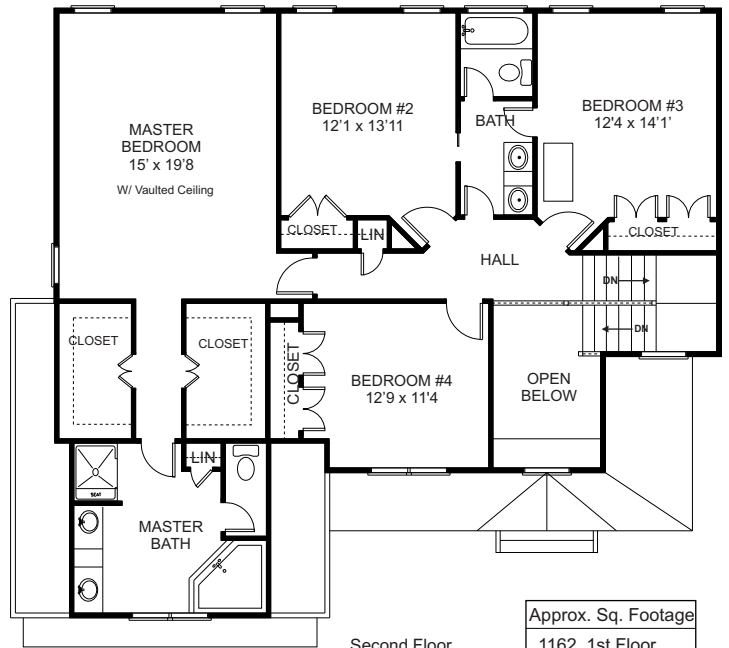 MASTER
BEDROOM
15' x 19'8
W/ Vaulted Ceiling
BEDROOM #2
12'1 x 13'11
BATH
BEDROOM #3
12'4 x 14'1'
CLOSET
LIN
CLOSET
HALL
DN
DN
CLOSET
CLOSET
CLOSET
BEDROOM #4
12'9 x 11'4
OPEN
BELOW
LIN
SEAT
MASTER
BATH
Second Floor
Approx. Sq. Footage
1162 1st Floor